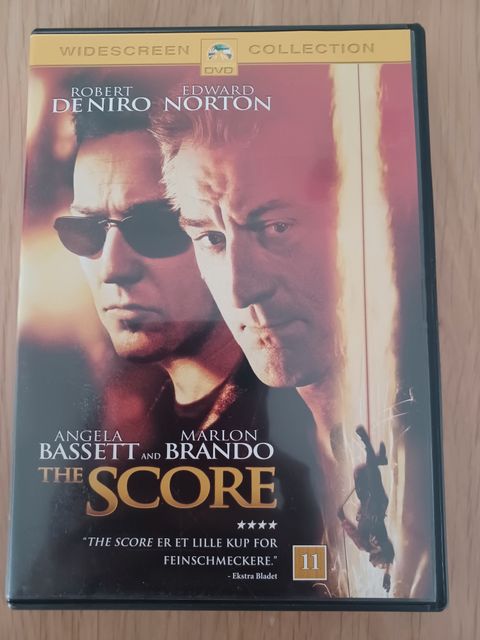 WIDESCREEN DVD COLLECTION
ROBERT DE NIRO
EDWARD NORTON
ANGELA BASSETT AND MARLON BRANDO
THE SCORE
★★★★
"THE SCORE ER ET LILLE KUP FOR
FEINSCHMECKERE."
- Ekstra Bladet
11